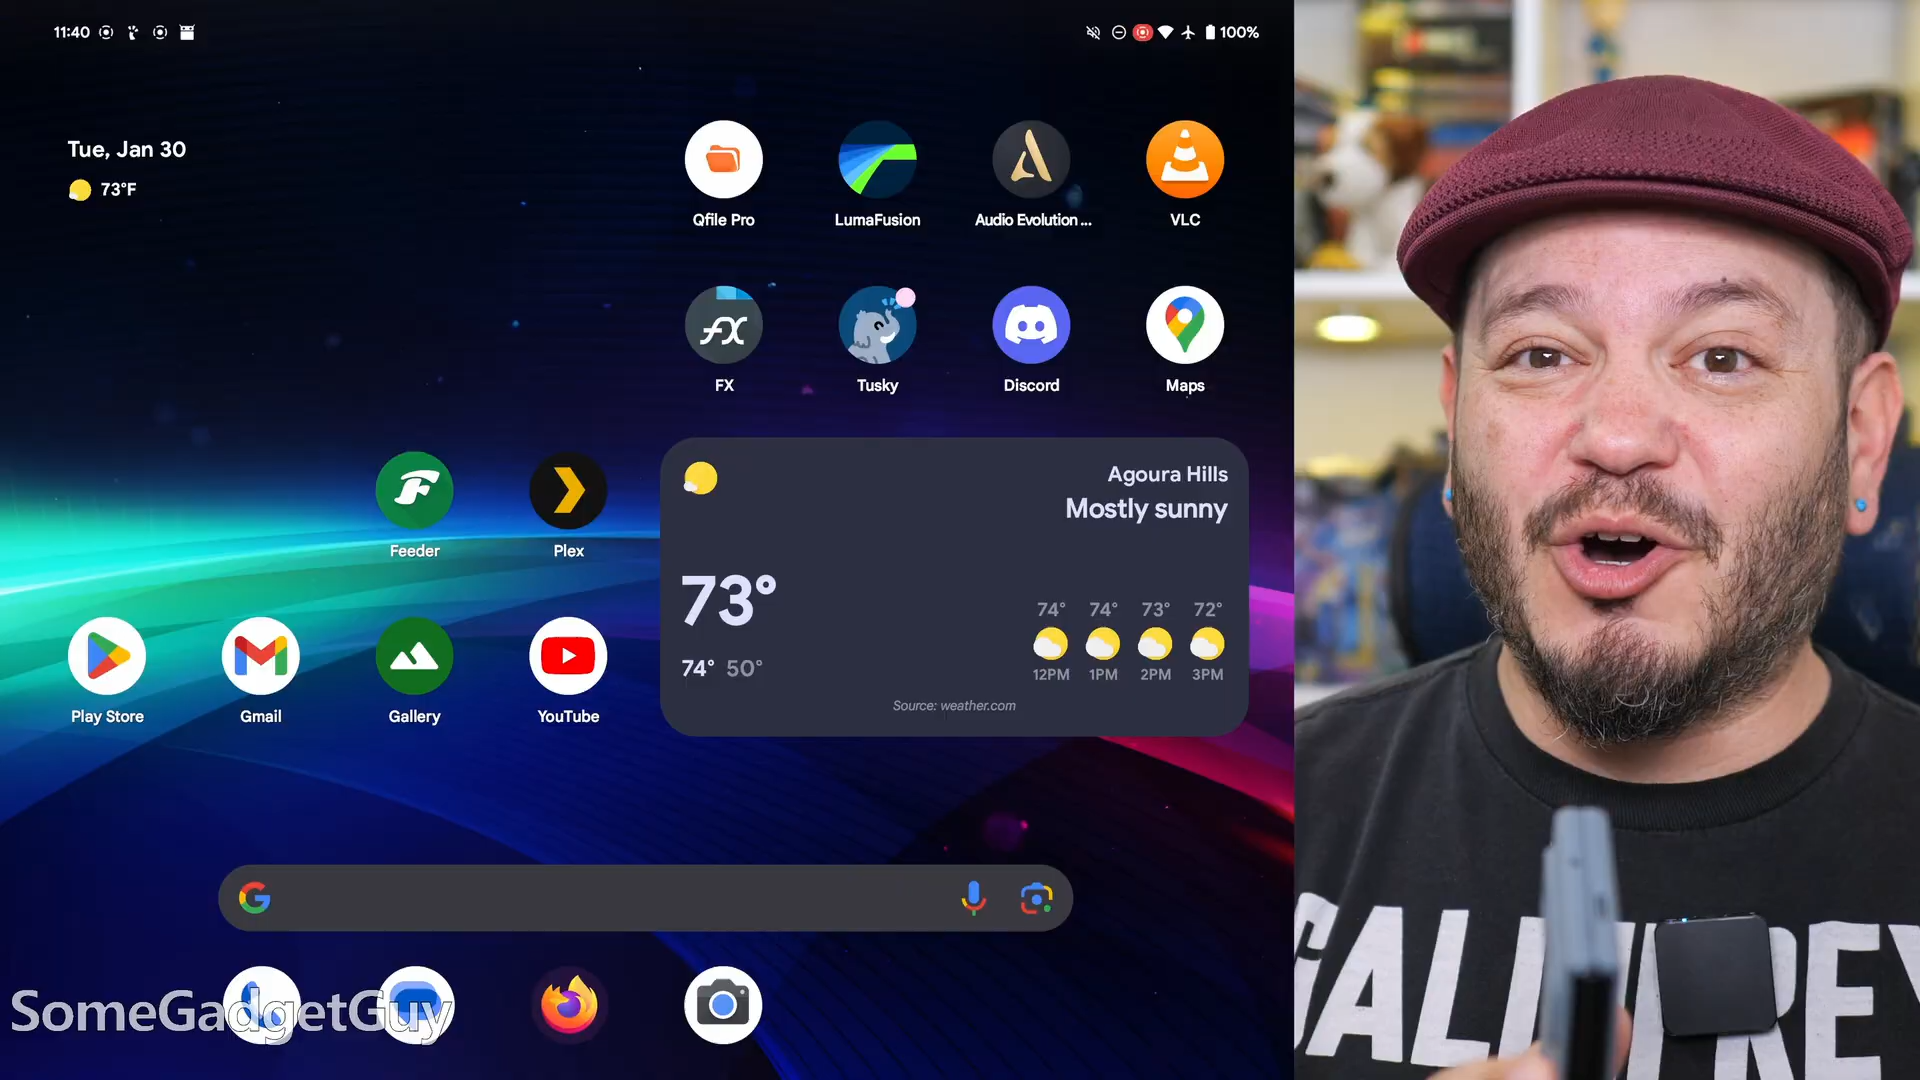 11:40
100%
Tue, Jan 30
73°F
Qfile Pro
LumaFusion
Audio Evolution ...
VLC
FX
FX
Tusky
Discord
Maps
Feeder
Plex
Agoura Hills
Mostly sunny
73°
74° 50°
74° 74° 73° 72°
12PM 1PM 2PM 3PM
Source: weather.com
Play Store
Gmail
Gallery
YouTube
SomeGadgetGuy
GALLIFREY